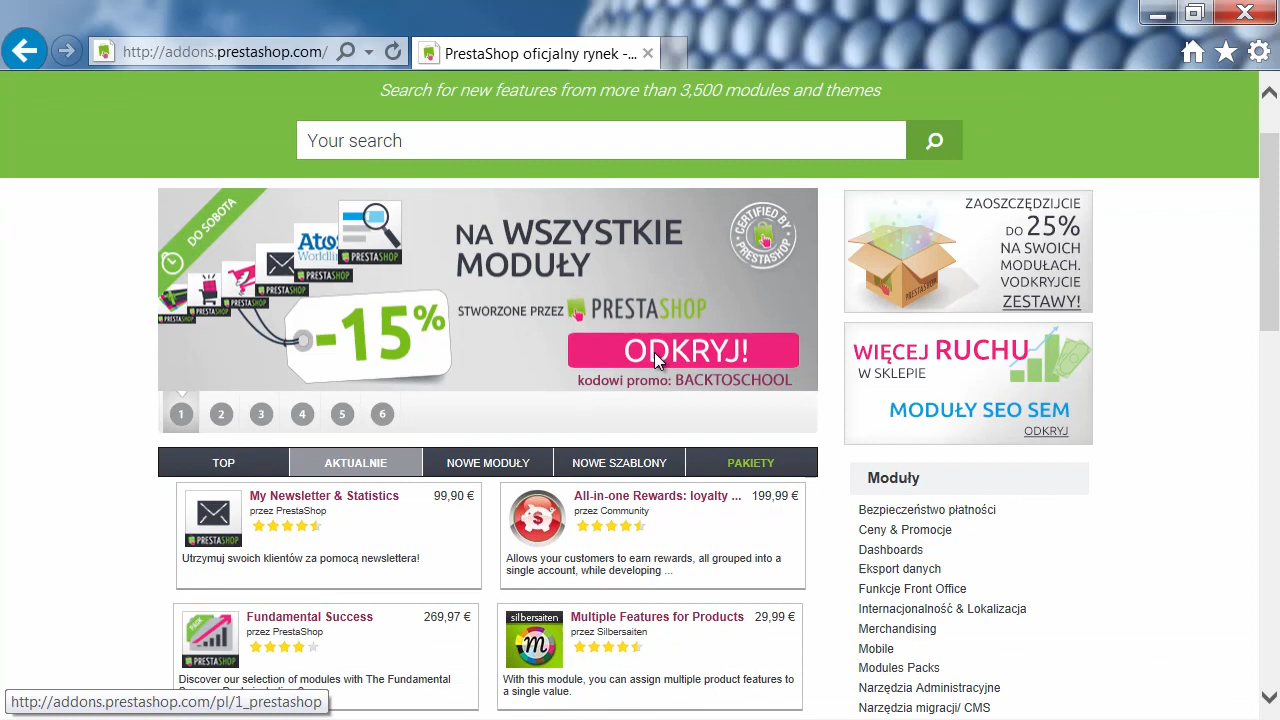 http://addons.prestashop.com/
PrestaShop oficjalny rynek -...
Search for new features from more than 3,500 modules and themes
Your search
DO SOBOTA
Atos
Worldline
PRESTASHOP
PRESTASHOP
PRESTASHOP
PRESTASHOP
PRESTASHOP
PRESTASHOP
-15%
NA WSZYSTKIE
MODUŁY
STWORZONE PRZEZ PRESTASHOP
ODKRYJ!
kodowi promo: BACKTOSCHOOL
CERTIFIED BY
PRESTASHOP
1 2 3 4 5 6
ZAOSZCZĘDZIJCIE
DO 25%
NA SWOICH
MODUŁACH.
VODKRYJCIE
ZESTAWY!
PRESTASHOP
WIĘCEJ RUCHU
W SKLEPIE
MODUŁY SEO SEM
ODKRYJ
TOP AKTUALNIE NOWE MODUŁY NOWE SZABLONY PAKIETY
My Newsletter & Statistics 99,90 €
przez PrestaShop
PRESTASHOP
Utrzymuj swoich klientów za pomocą newslettera!
All-in-one Rewards: loyalty ... 199,99 €
przez Community
Allows your customers to earn rewards, all grouped into a
single account, while developing ...
Fundamental Success 269,97 €
przez PrestaShop
PACK
PRESTASHOP
Discover our selection of modules with The Fundamental
Multiple Features for Products 29,99 €
przez Silbersaiten
silbersaiten
m
With this module, you can assign multiple product features to
a single value.
Moduły
Bezpieczeństwo płatności
Ceny & Promocje
Dashboards
Eksport danych
Funkcje Front Office
Internacjonalność & Lokalizacja
Merchandising
Mobile
Modules Packs
Narzędzia Administracyjne
Narzędzia migracji/ CMS
http://addons.prestashop.com/pl/1_prestashop